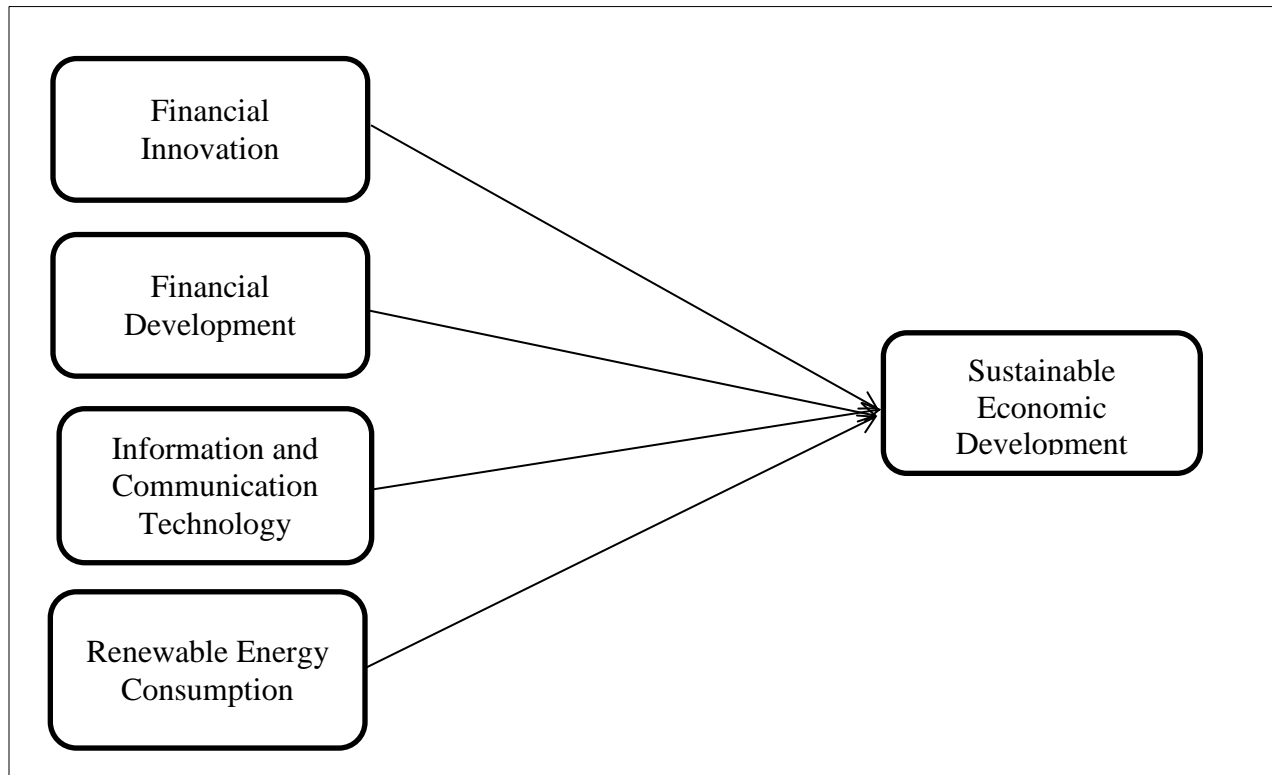 Financial
Innovation
Financial
Development
Information and
Communication
Technology
Renewable Energy
Consumption
Sustainable
Economic
Development